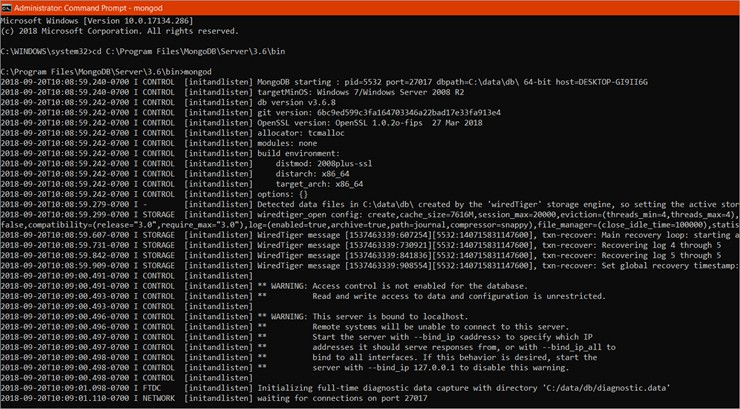 Administrator: Command Prompt - mongod
Microsoft Windows [Version 10.0.17134.286]
(c) 2018 Microsoft Corporation. All rights reserved.
C:\WINDOWS\system32>cd C:\Program Files\MongoDB\Server\3.6\bin
C:\Program Files\MongoDB\Server\3.6\bin>mongod
2018-09-20T10:08:59.240-0700 I CONTROL  [initandlisten] MongoDB starting : pid=5532 port=27017 dbpath=C:\data\db\ 64-bit host=DESKTOP-GI9II6G
2018-09-20T10:08:59.242-0700 I CONTROL  [initandlisten] targetMinOS: Windows 7/Windows Server 2008 R2
2018-09-20T10:08:59.242-0700 I CONTROL  [initandlisten] db version v3.6.8
2018-09-20T10:08:59.242-0700 I CONTROL  [initandlisten] git version: 6bc9ed599c3fa164703346a22bad17e33fa913e4
2018-09-20T10:08:59.242-0700 I CONTROL  [initandlisten] OpenSSL version: OpenSSL 1.0.2o-fips  27 Mar 2018
2018-09-20T10:08:59.242-0700 I CONTROL  [initandlisten] allocator: tcmalloc
2018-09-20T10:08:59.242-0700 I CONTROL  [initandlisten] modules: none
2018-09-20T10:08:59.242-0700 I CONTROL  [initandlisten] build environment:
2018-09-20T10:08:59.242-0700 I CONTROL  [initandlisten]     distmod: 2008plus-ssl
2018-09-20T10:08:59.242-0700 I CONTROL  [initandlisten]     distarch: x86_64
2018-09-20T10:08:59.242-0700 I CONTROL  [initandlisten]     target_arch: x86_64
2018-09-20T10:08:59.242-0700 I CONTROL  [initandlisten] options: {}
2018-09-20T10:08:59.279-0700 I -        [initandlisten] Detected data files in C:\data\db\ created by the 'wiredTiger' storage engine, so setting the active stor
2018-09-20T10:08:59.299-0700 I STORAGE  [initandlisten] wiredtiger_open config: create,cache_size=7616M,session_max=20000,eviction=(threads_min=4,threads_max=4),
false,compatibility=(release="3.0",require_max="3.0"),log=(enabled=true,archive=true,path=journal,compressor=snappy),file_manager=(close_idle_time=100000),statis
2018-09-20T10:08:59.607-0700 I STORAGE  [initandlisten] WiredTiger message [1537463339:607254][5532:140715831147600], txn-recover: Main recovery loop: starting a
2018-09-20T10:08:59.731-0700 I STORAGE  [initandlisten] WiredTiger message [1537463339:730921][5532:140715831147600], txn-recover: Recovering log 4 through 5
2018-09-20T10:08:59.842-0700 I STORAGE  [initandlisten] WiredTiger message [1537463339:841836][5532:140715831147600], txn-recover: Recovering log 5 through 5
2018-09-20T10:08:59.909-0700 I STORAGE  [initandlisten] WiredTiger message [1537463339:908554][5532:140715831147600], txn-recover: Set global recovery timestamp:
2018-09-20T10:09:00.491-0700 I CONTROL  [initandlisten]
2018-09-20T10:09:00.491-0700 I CONTROL  [initandlisten] ** WARNING: Access control is not enabled for the database.
2018-09-20T10:09:00.493-0700 I CONTROL  [initandlisten] **          Read and write access to data and configuration is unrestricted.
2018-09-20T10:09:00.493-0700 I CONTROL  [initandlisten]
2018-09-20T10:09:00.496-0700 I CONTROL  [initandlisten] ** WARNING: This server is bound to localhost.
2018-09-20T10:09:00.496-0700 I CONTROL  [initandlisten] **          Remote systems will be unable to connect to this server.
2018-09-20T10:09:00.497-0700 I CONTROL  [initandlisten] **          Start the server with --bind_ip <address> to specify which IP
2018-09-20T10:09:00.497-0700 I CONTROL  [initandlisten] **          addresses it should serve responses from, or with --bind_ip_all to
2018-09-20T10:09:00.498-0700 I CONTROL  [initandlisten] **          bind to all interfaces. If this behavior is desired, start the
2018-09-20T10:09:00.498-0700 I CONTROL  [initandlisten] **          server with --bind_ip 127.0.0.1 to disable this warning.
2018-09-20T10:09:00.498-0700 I CONTROL  [initandlisten]
2018-09-20T10:09:01.098-0700 I FTDC     [initandlisten] Initializing full-time diagnostic data capture with directory 'C:/data/db/diagnostic.data'
2018-09-20T10:09:01.110-0700 I NETWORK  [initandlisten] waiting for connections on port 27017